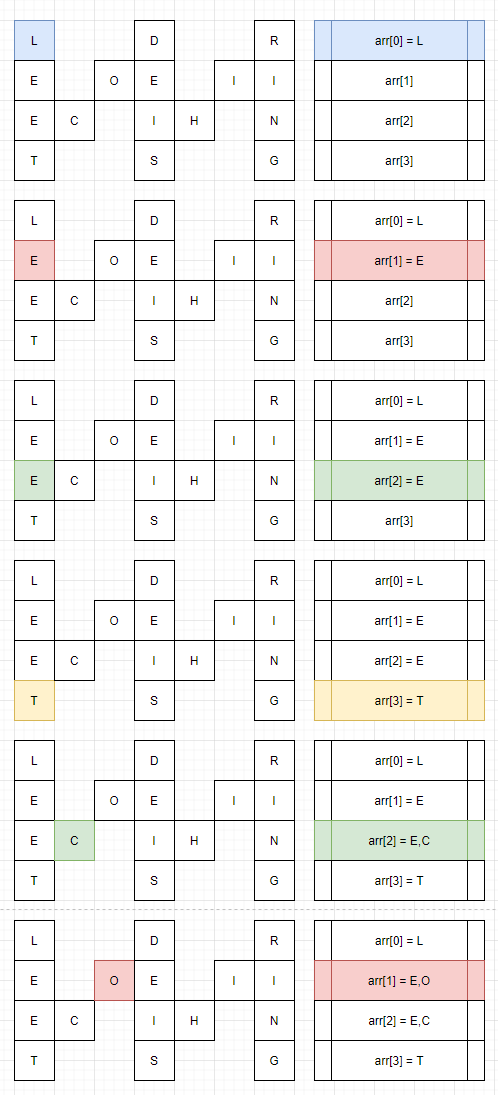 L D R arr[0] = L
E O E I I arr[1]
E C I H N arr[2]
T S G arr[3]
L D R arr[0] = L
E O E I I arr[1] = E
E C I H N arr[2]
T S G arr[3]
L D R arr[0] = L
E O E I I arr[1] = E
E C I H N arr[2] = E
T S G arr[3]
L D R arr[0] = L
E O E I I arr[1] = E
E C I H N arr[2] = E
T S G arr[3] = T
L D R arr[0] = L
E O E I I arr[1] = E
E C I H N arr[2] = E,C
T S G arr[3] = T
L D R arr[0] = L
E O E I I arr[1] = E,O
E C I H N arr[2] = E,C
T S G arr[3] = T